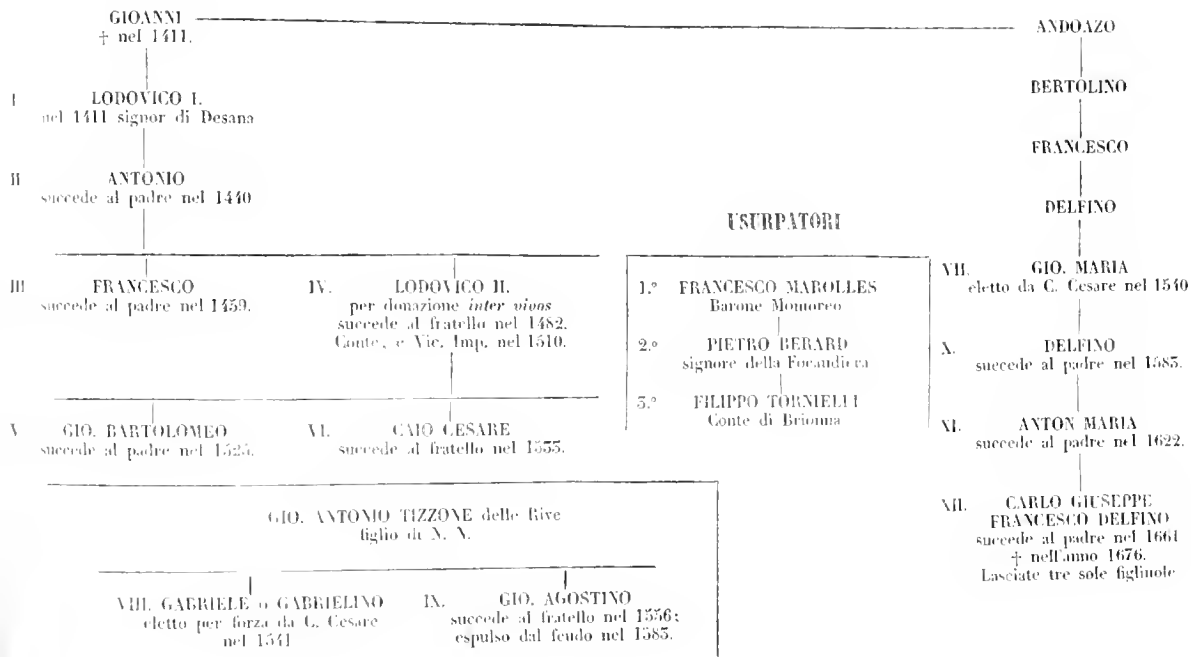 GIOANNI
† nel 1411.
ANDOAZO
BERTOLINO
FRANCESCO
DELFINO
I LODOVICO I.
nel 1411 signor di Desana
II ANTONIO
succede al padre nel 1440
III FRANCESCO
succede al padre nel 1459.
IV. LODOVICO II.
per donazione inter vivos
succede al fratello nel 1482.
Conte, e Vic. Imp. nel 1510.
V GIO. BARTOLOMEO
succede al padre nel 1525.
VI. CAIO CESARE
succede al fratello nel 1535.
USURPATORI
1.º FRANCESCO MAROLLES
Barone Momoreo
2.º PIETRO BERARD
signore della Focaudiera
3.º FILIPPO TORNIELLI
Conte di Brionna
VII. GIO. MARIA
eletto da C. Cesare nel 1540
X. DELFINO
succede al padre nel 1583.
XI. ANTON MARIA
succede al padre nel 1622.
XII. CARLO GIUSEPPE
FRANCESCO DELFINO
succede al padre nel 1661
† nell'anno 1676.
Lasciate tre sole figliuole
GIO. ANTONIO TIZZONE delle Rive
figlio di N. N.
VIII. GABRIELE o GABRIELINO
eletto per forza da C. Cesare
nel 1541
IX. GIO. AGOSTINO
succede al fratello nel 1556;
espulso dal feudo nel 1583.